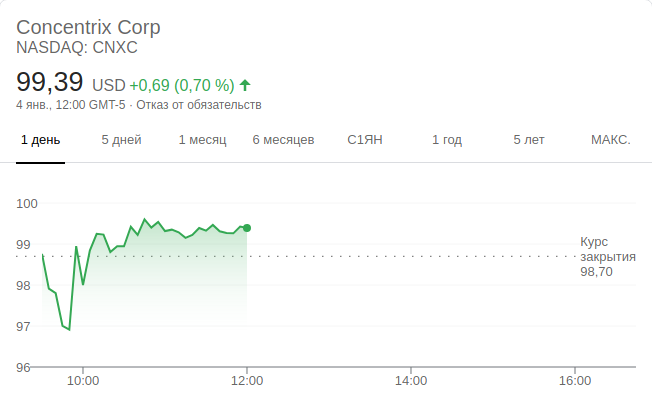 Concentrix Corp
NASDAQ: CNXC
99,39 USD +0,69 (0,70 %)
4 янв., 12:00 GMT-5 · Отказ от обязательств
1 день 5 дней 1 месяц 6 месяцев С1ЯН 1 год 5 лет МАКС.
100
99
98
97
96
Курс
закрытия
98,70
10:00 12:00 14:00 16:00